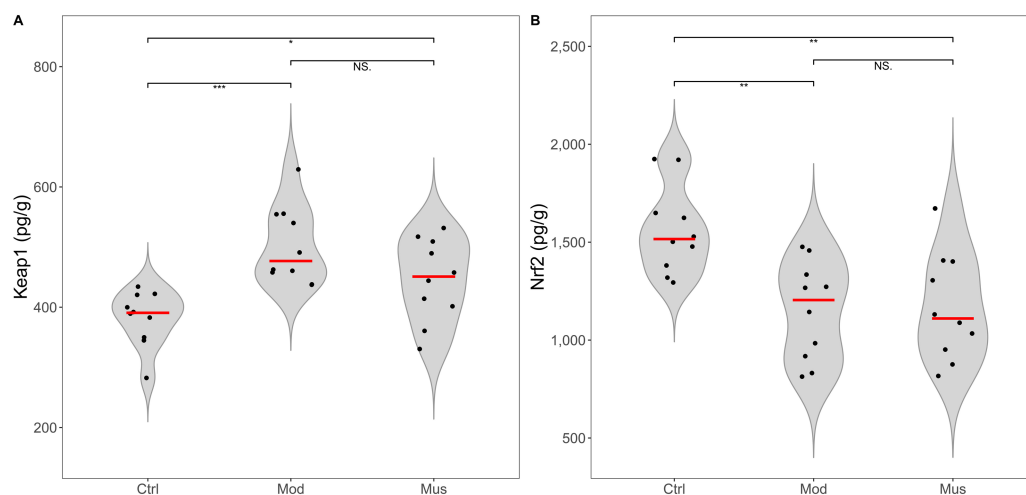 A
Keap1 (pg/g)
800
600
400
200
*
NS.
***
Ctrl Mod Mus
B
Nrf2 (pg/g)
2,500
2,000
1,500
1,000
500
**
NS.
**
Ctrl Mod Mus